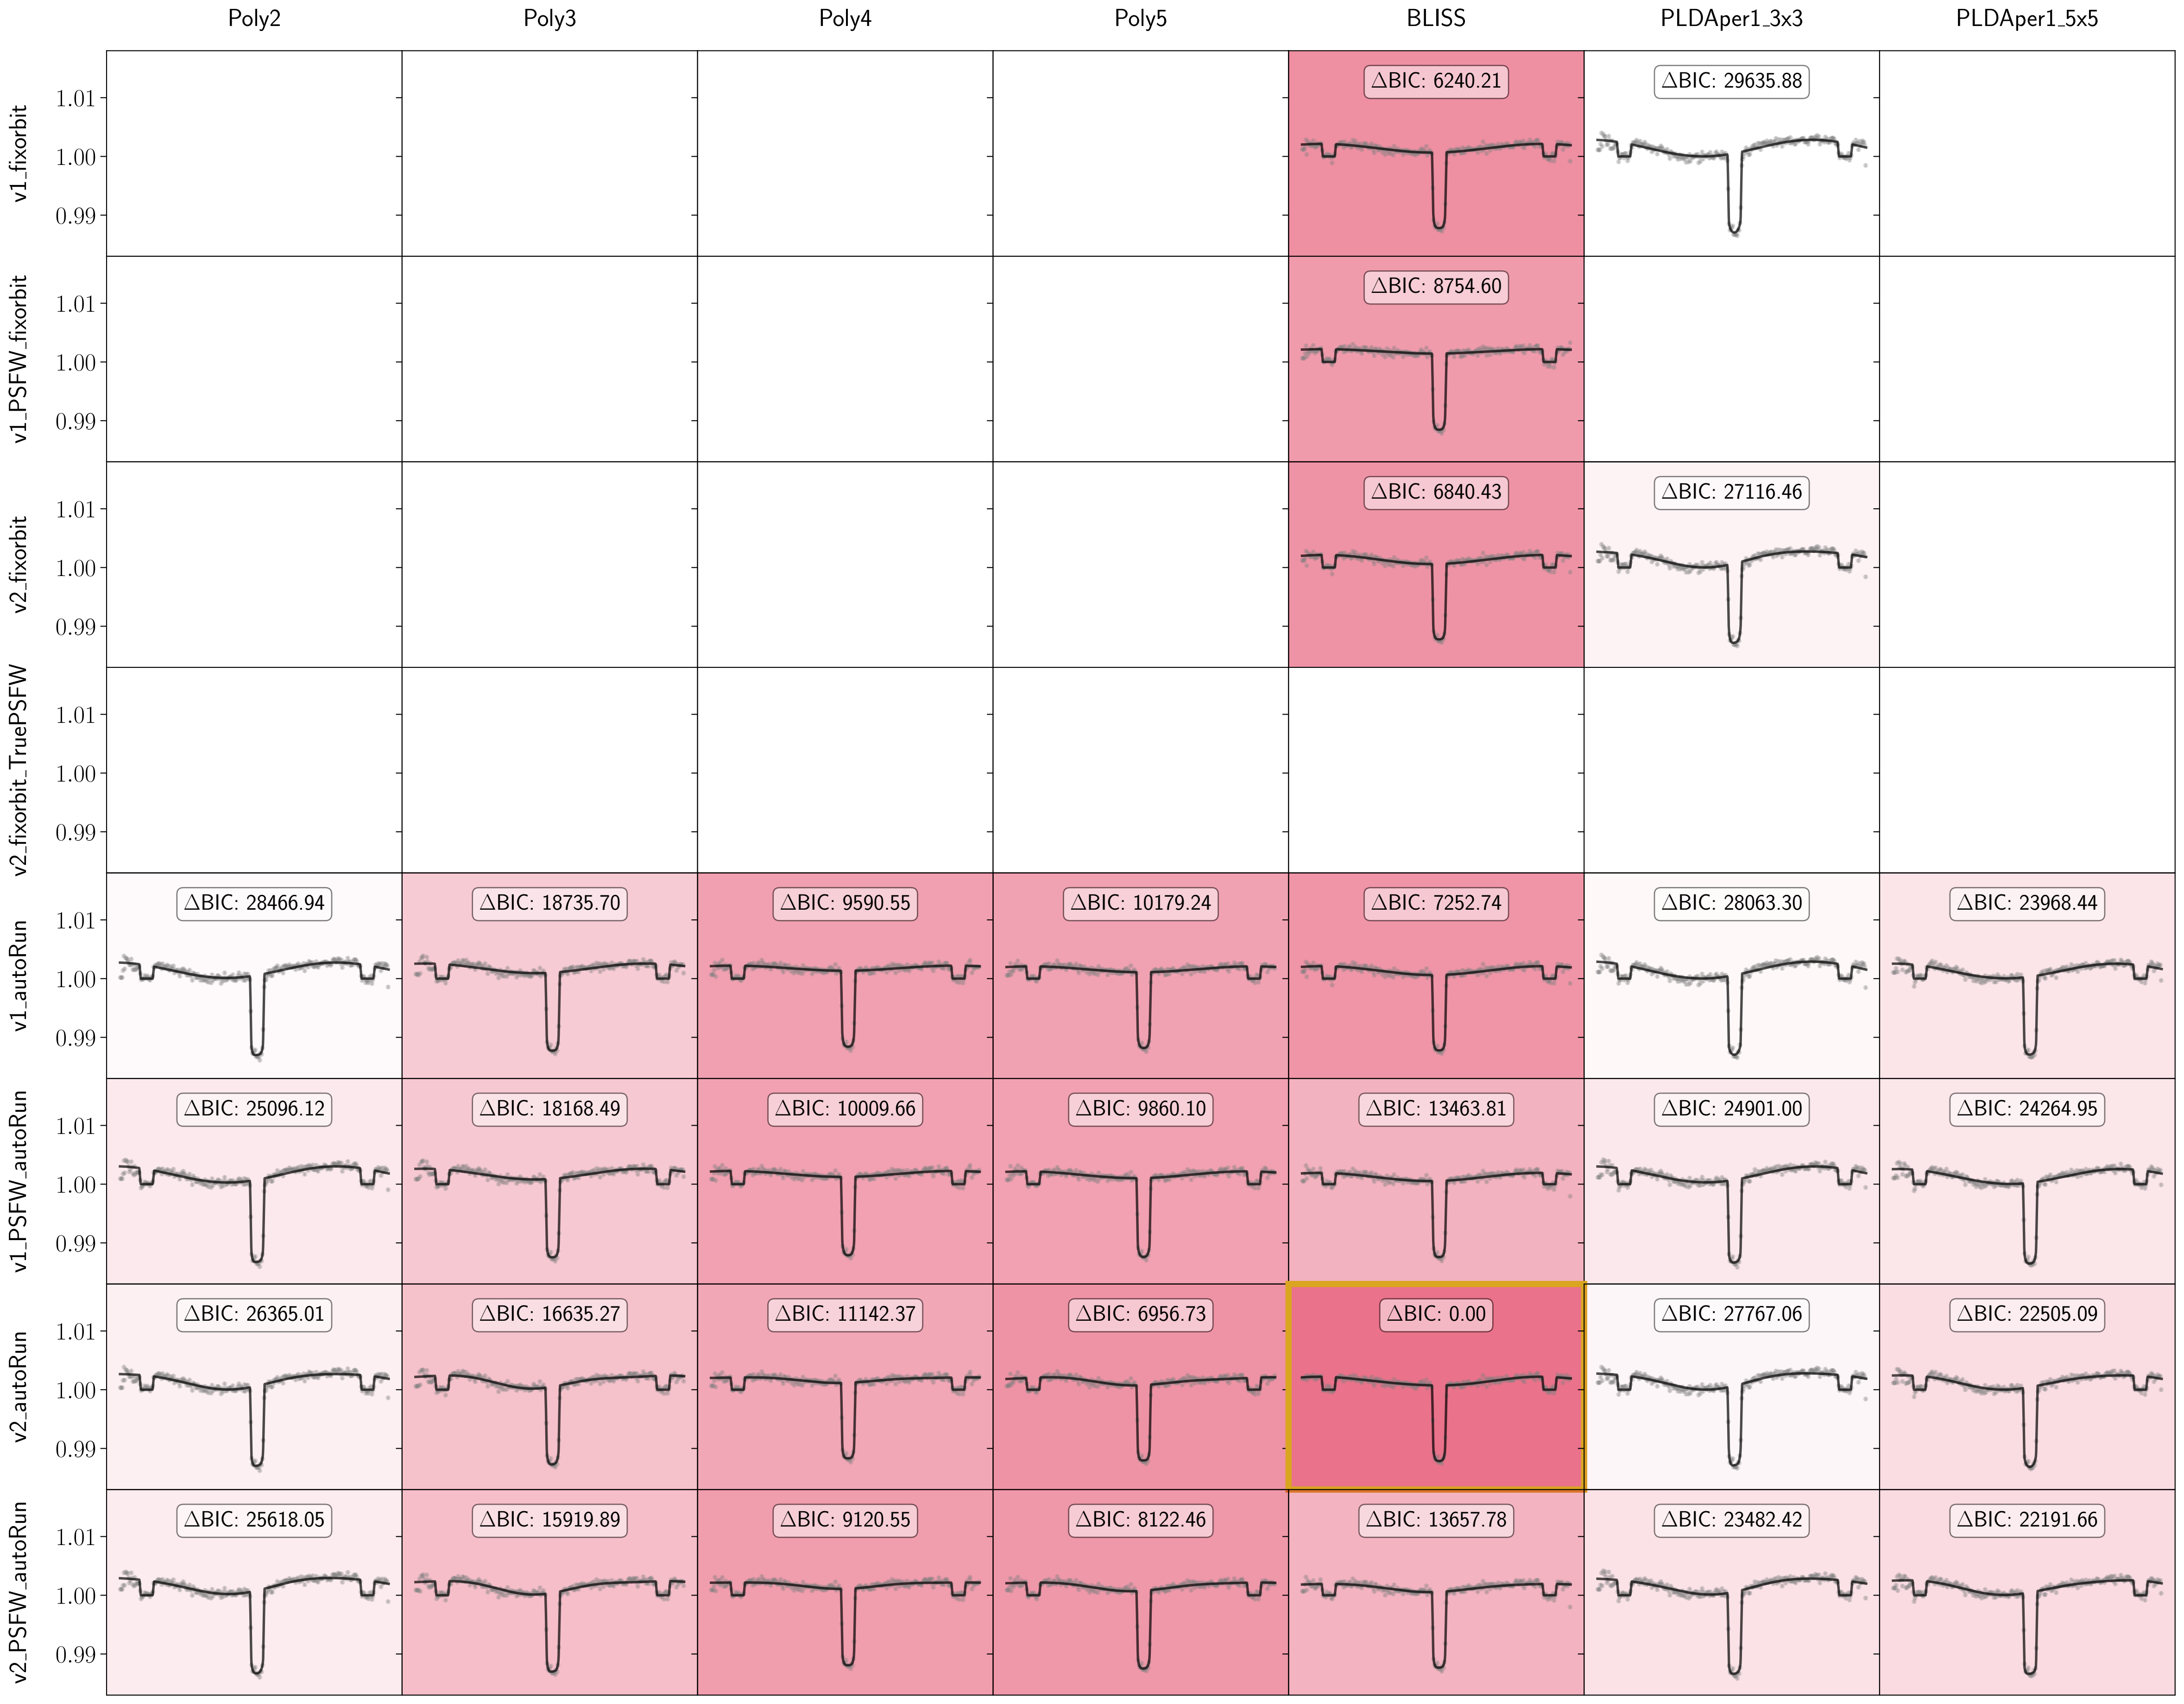 Poly2 Poly3 Poly4 Poly5 BLISS PLDAper1_3x3 PLDAper1_5x5
v1_fixorbit
1.01
1.00
0.99
ΔBIC: 6240.21 ΔBIC: 29635.88
v1_PSFW_fixorbit
1.01
1.00
0.99
ΔBIC: 8754.60
v2_fixorbit
1.01
1.00
0.99
ΔBIC: 6840.43 ΔBIC: 27116.46
v2_fixorbit_TruePSFW
1.01
1.00
0.99
v1_autoRun
1.01
1.00
0.99
ΔBIC: 28466.94 ΔBIC: 18735.70 ΔBIC: 9590.55 ΔBIC: 10179.24 ΔBIC: 7252.74 ΔBIC: 28063.30 ΔBIC: 23968.44
v1_PSFW_autoRun
1.01
1.00
0.99
ΔBIC: 25096.12 ΔBIC: 18168.49 ΔBIC: 10009.66 ΔBIC: 9860.10 ΔBIC: 13463.81 ΔBIC: 24901.00 ΔBIC: 24264.95
v2_autoRun
1.01
1.00
0.99
ΔBIC: 26365.01 ΔBIC: 16635.27 ΔBIC: 11142.37 ΔBIC: 6956.73 ΔBIC: 0.00 ΔBIC: 27767.06 ΔBIC: 22505.09
v2_PSFW_autoRun
1.01
1.00
0.99
ΔBIC: 25618.05 ΔBIC: 15919.89 ΔBIC: 9120.55 ΔBIC: 8122.46 ΔBIC: 13657.78 ΔBIC: 23482.42 ΔBIC: 22191.66